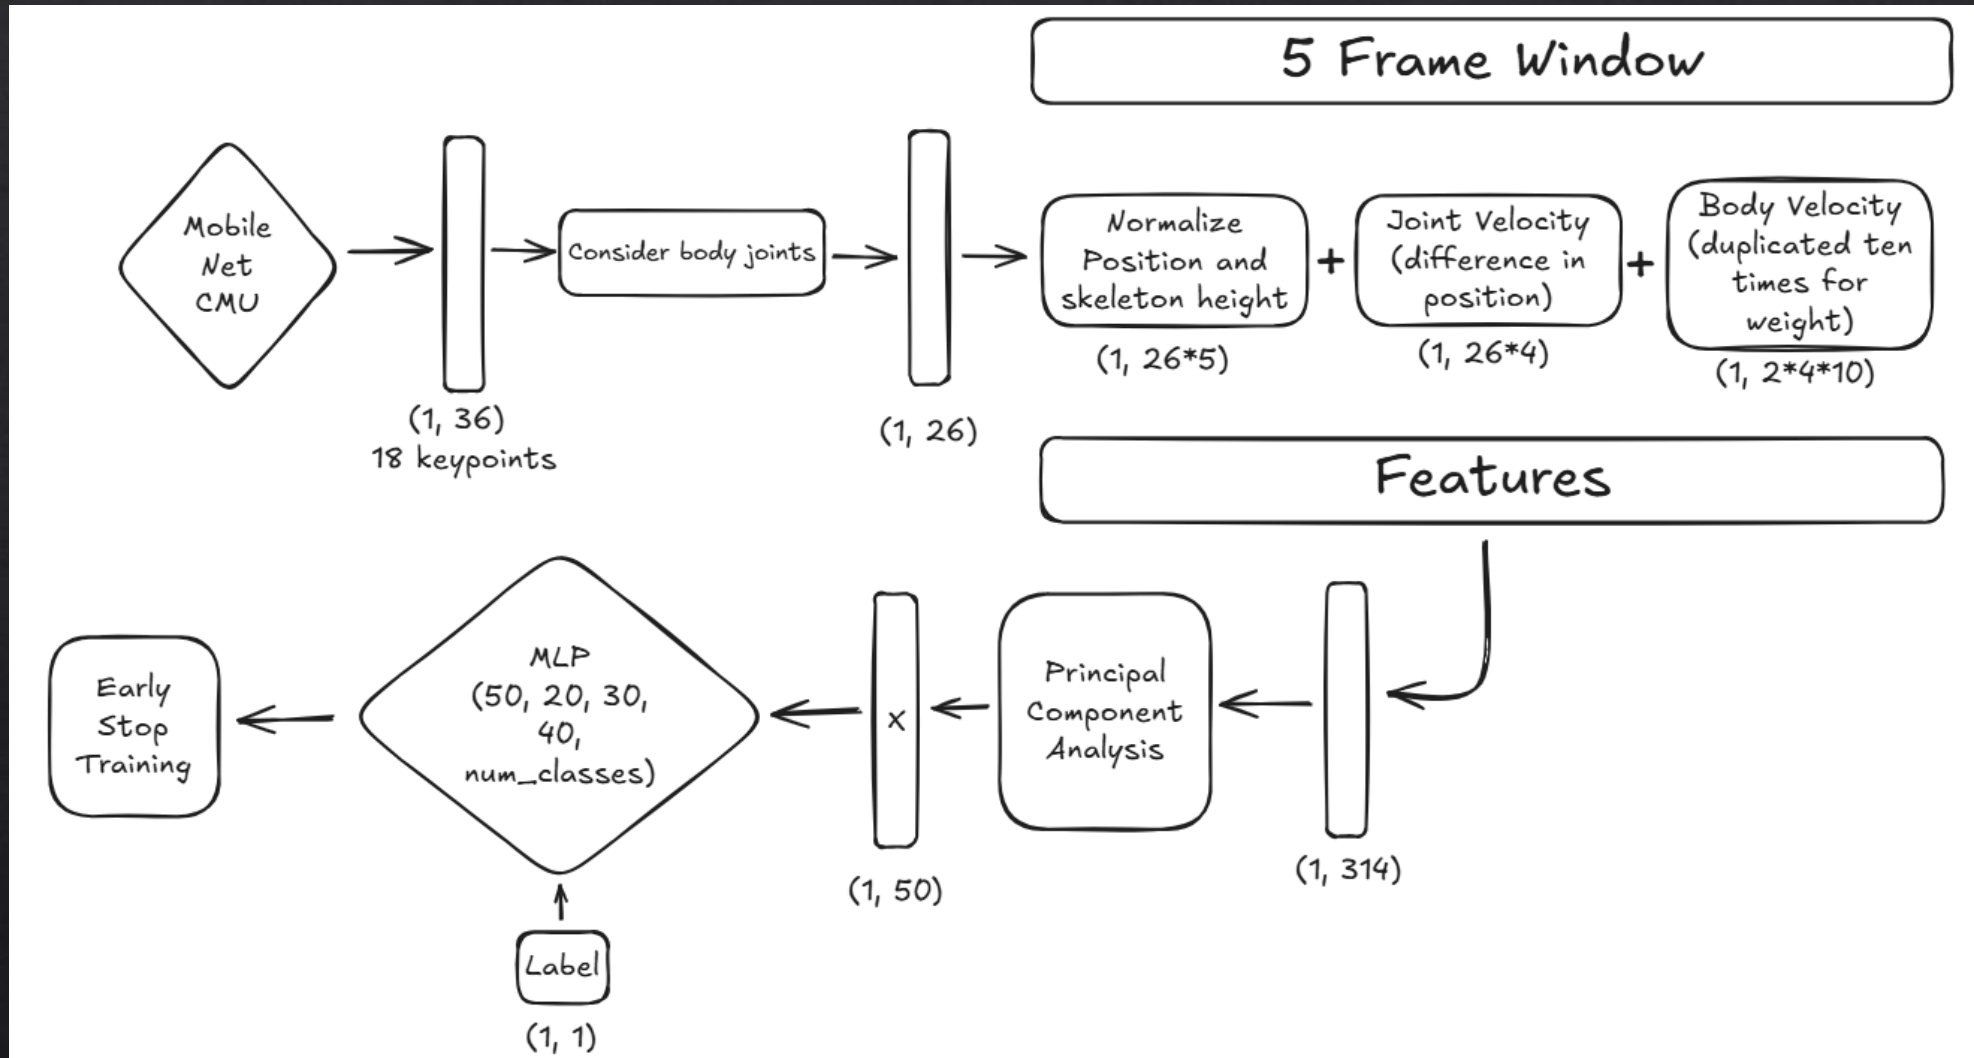 5 Frame Window
Mobile
Net
CMU
(1, 36)
18 keypoints
Consider body joints
(1, 26)
Normalize
Position and
skeleton height
(1, 26*5)
+
Joint Velocity
(difference in
position)
(1, 26*4)
+
Body Velocity
(duplicated ten
times for
weight)
(1, 2*4*10)
Features
(1, 314)
Principal
Component
Analysis
x
(1, 50)
MLP
(50, 20, 30,
40,
num_classes)
Label
(1, 1)
Early
Stop
Training